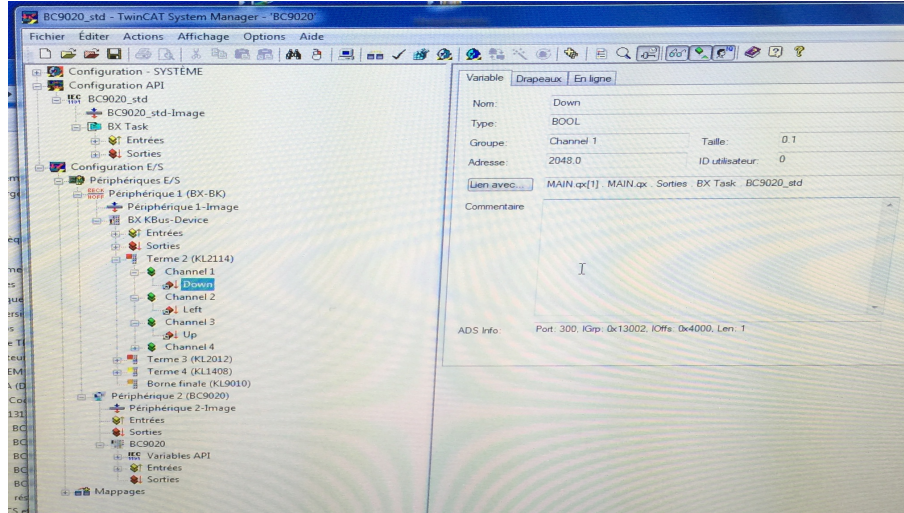 BC9020_std - TwinCAT System Manager - 'BC9020'
Fichier Éditer Actions Affichage Options Aide
Configuration - SYSTÈME
Configuration API
IEC 1131 BC9020_std
BC9020_std-Image
BX Task
Entrées
Sorties
Configuration E/S
Périphériques E/S
BECK HOFF Périphérique 1 (BX-BK)
Périphérique 1-Image
BX KBus-Device
Entrées
Sorties
Terme 2 (KL2114)
Channel 1
Down
Channel 2
Left
Channel 3
Up
Channel 4
Terme 3 (KL2012)
Terme 4 (KL1408)
Borne finale (KL9010)
Périphérique 2 (BC9020)
Périphérique 2-Image
Entrées
Sorties
BC9020
IEC 1131 Variables API
Entrées
Sorties
Mappages
Variable Drapeaux En ligne
Nom: Down
Type: BOOL
Groupe: Channel 1 Taille: 0.1
Adresse: 2048.0 ID utilisateur: 0
Lien avec... MAIN.qx[1] . MAIN.qx . Sorties . BX Task . BC9020_std
Commentaire
ADS Info: Port: 300, IGrp: 0x13002, IOffs: 0x4000, Len: 1